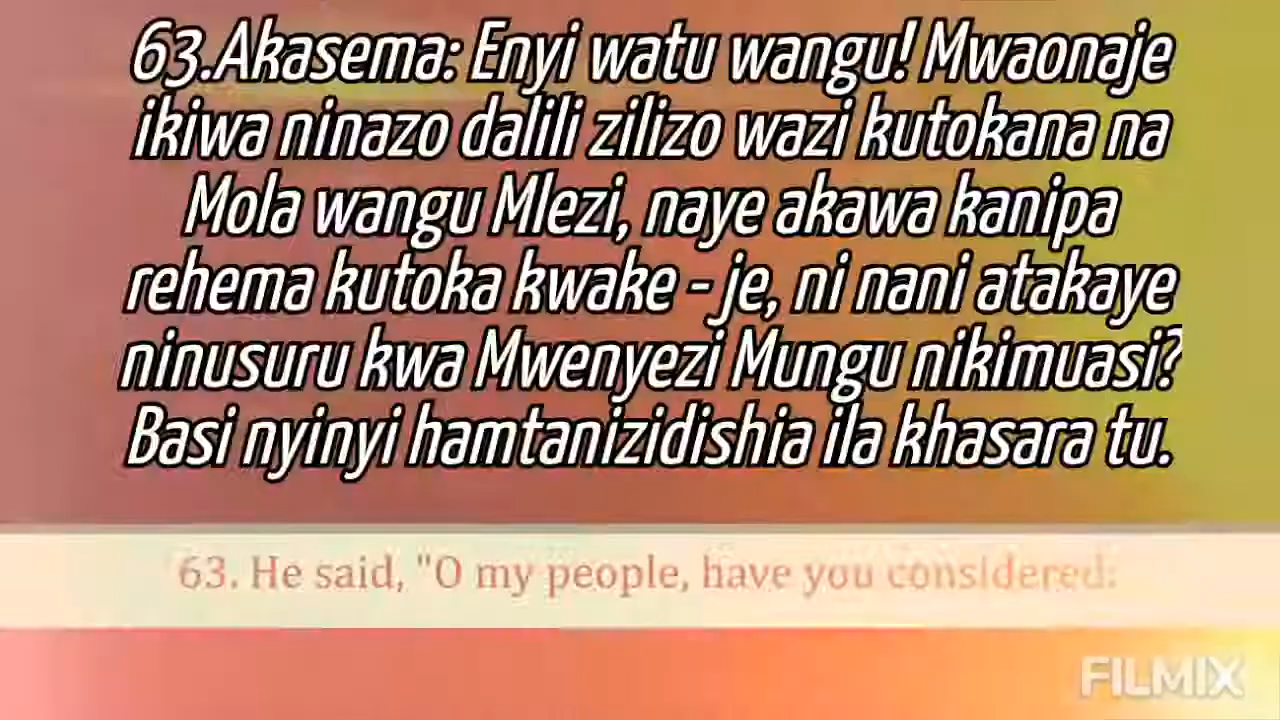 63.Akasema: Enyi watu wangu! Mwaonaje
ikiwa ninazo dalili zilizo wazi kutokana na
Mola wangu Mlezi, naye akawa kanipa
rehema kutoka kwake - je, ni nani atakaye
ninusuru kwa Mwenyezi Mungu nikimuasi?
Basi nyinyi hamtanizidishia ila khasara tu.
63. He said, "O my people, have you considered:
FILMIX